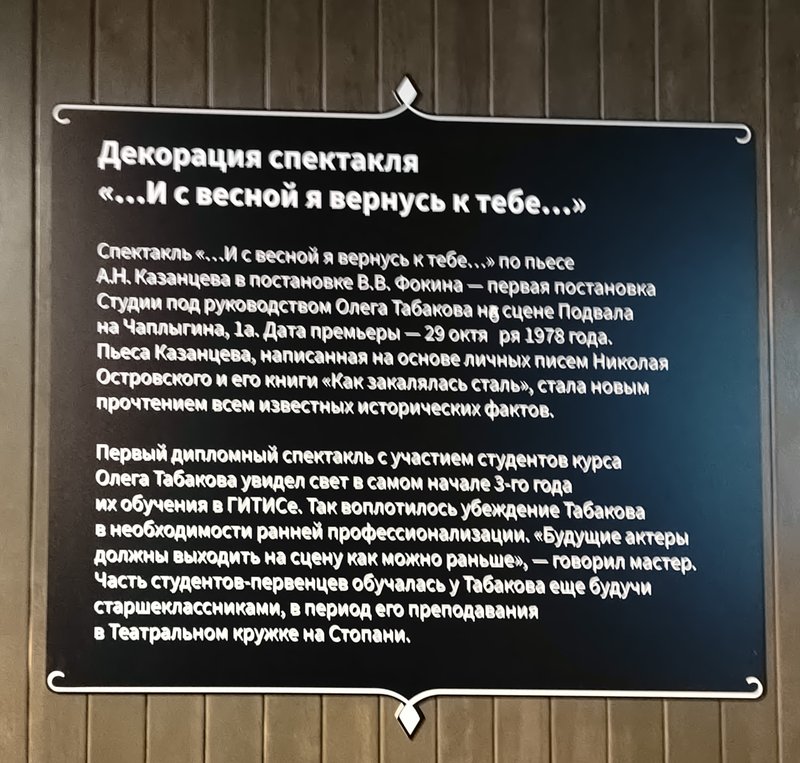 Декорация спектакля
«...И с весной я вернусь к тебе...»
Спектакль «...И с весной я вернусь к тебе...» по пьесе
А.Н. Казанцева в постановке В.В. Фокина — первая постановка
Студии под руководством Олега Табакова на сцене Подвала
на Чаплыгина, 1а. Дата премьеры — 29 октя ря 1978 года.
Пьеса Казанцева, написанная на основе личных писем Николая
Островского и его книги «Как закалялась сталь», стала новым
прочтением всем известных исторических фактов.
Первый дипломный спектакль с участием студентов курса
Олега Табакова увидел свет в самом начале 3-го года
их обучения в ГИТИСе. Так воплотилось убеждение Табакова
в необходимости ранней профессионализации. «Будущие актеры
должны выходить на сцену как можно раньше», — говорил мастер.
Часть студентов-первенцев обучалась у Табакова еще будучи
старшеклассниками, в период его преподавания
в Театральном кружке на Стопани.